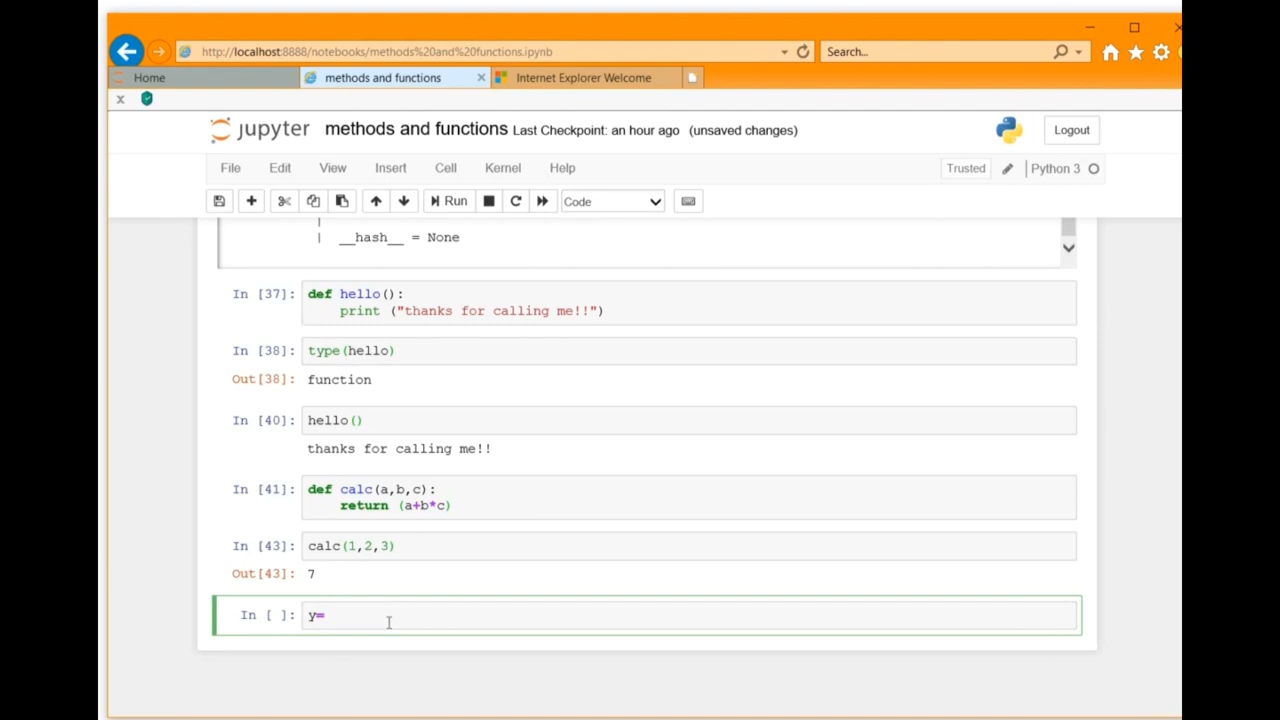 http://localhost:8888/notebooks/methods%20and%20functions.ipynb
Search...
Home
methods and functions
Internet Explorer Welcome
x
jupyter methods and functions Last Checkpoint: an hour ago (unsaved changes)
Logout
File Edit View Insert Cell Kernel Help
Trusted
Python 3
Run
Code
| __hash__ = None
In [37]: def hello():
print ("thanks for calling me!!")
In [38]: type(hello)
Out[38]: function
In [40]: hello()
thanks for calling me!!
In [41]: def calc(a,b,c):
return (a+b*c)
In [43]: calc(1,2,3)
Out[43]: 7
In [ ]: y=